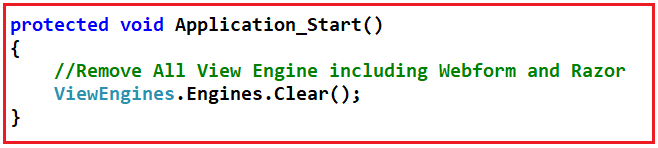 protected void Application_Start()
{
//Remove All View Engine including Webform and Razor
ViewEngines.Engines.Clear();
}